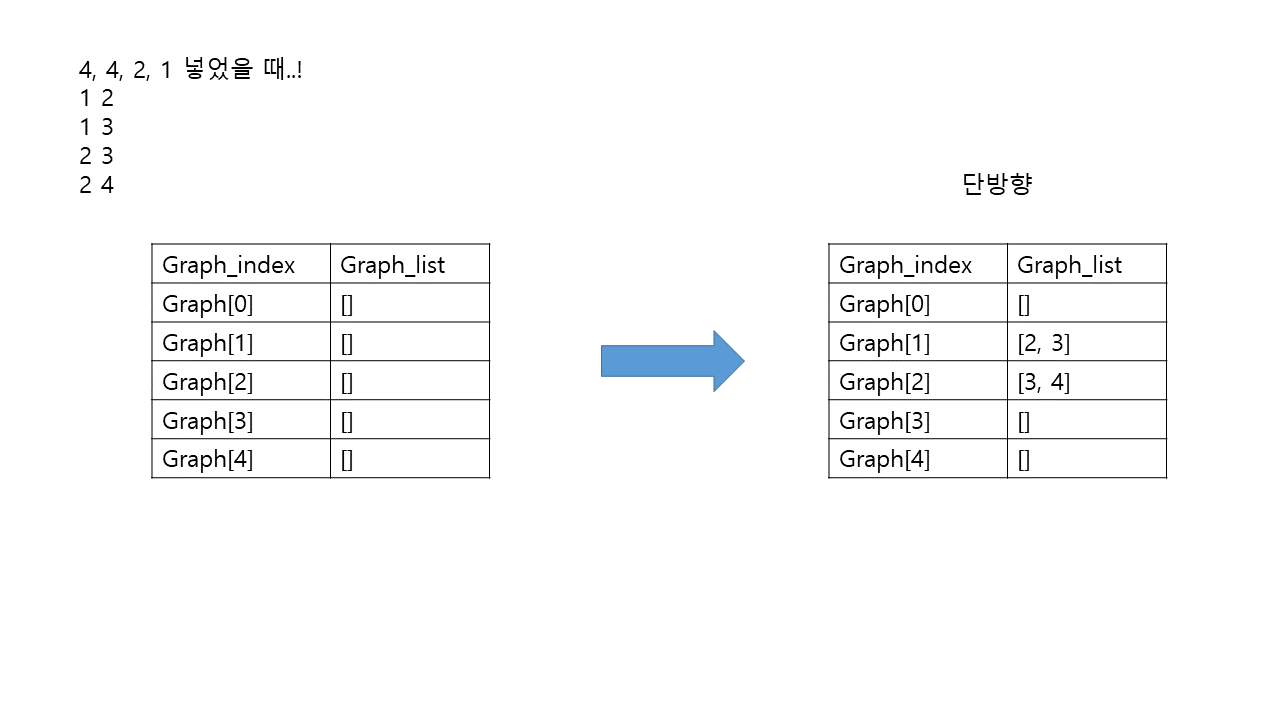 4, 4, 2, 1 넣었을 때..!
1 2
1 3
2 3
2 4
단방향
Graph_index Graph_list
Graph[0] []
Graph[1] []
Graph[2] []
Graph[3] []
Graph[4] []
Graph_index Graph_list
Graph[0] []
Graph[1] [2, 3]
Graph[2] [3, 4]
Graph[3] []
Graph[4] []